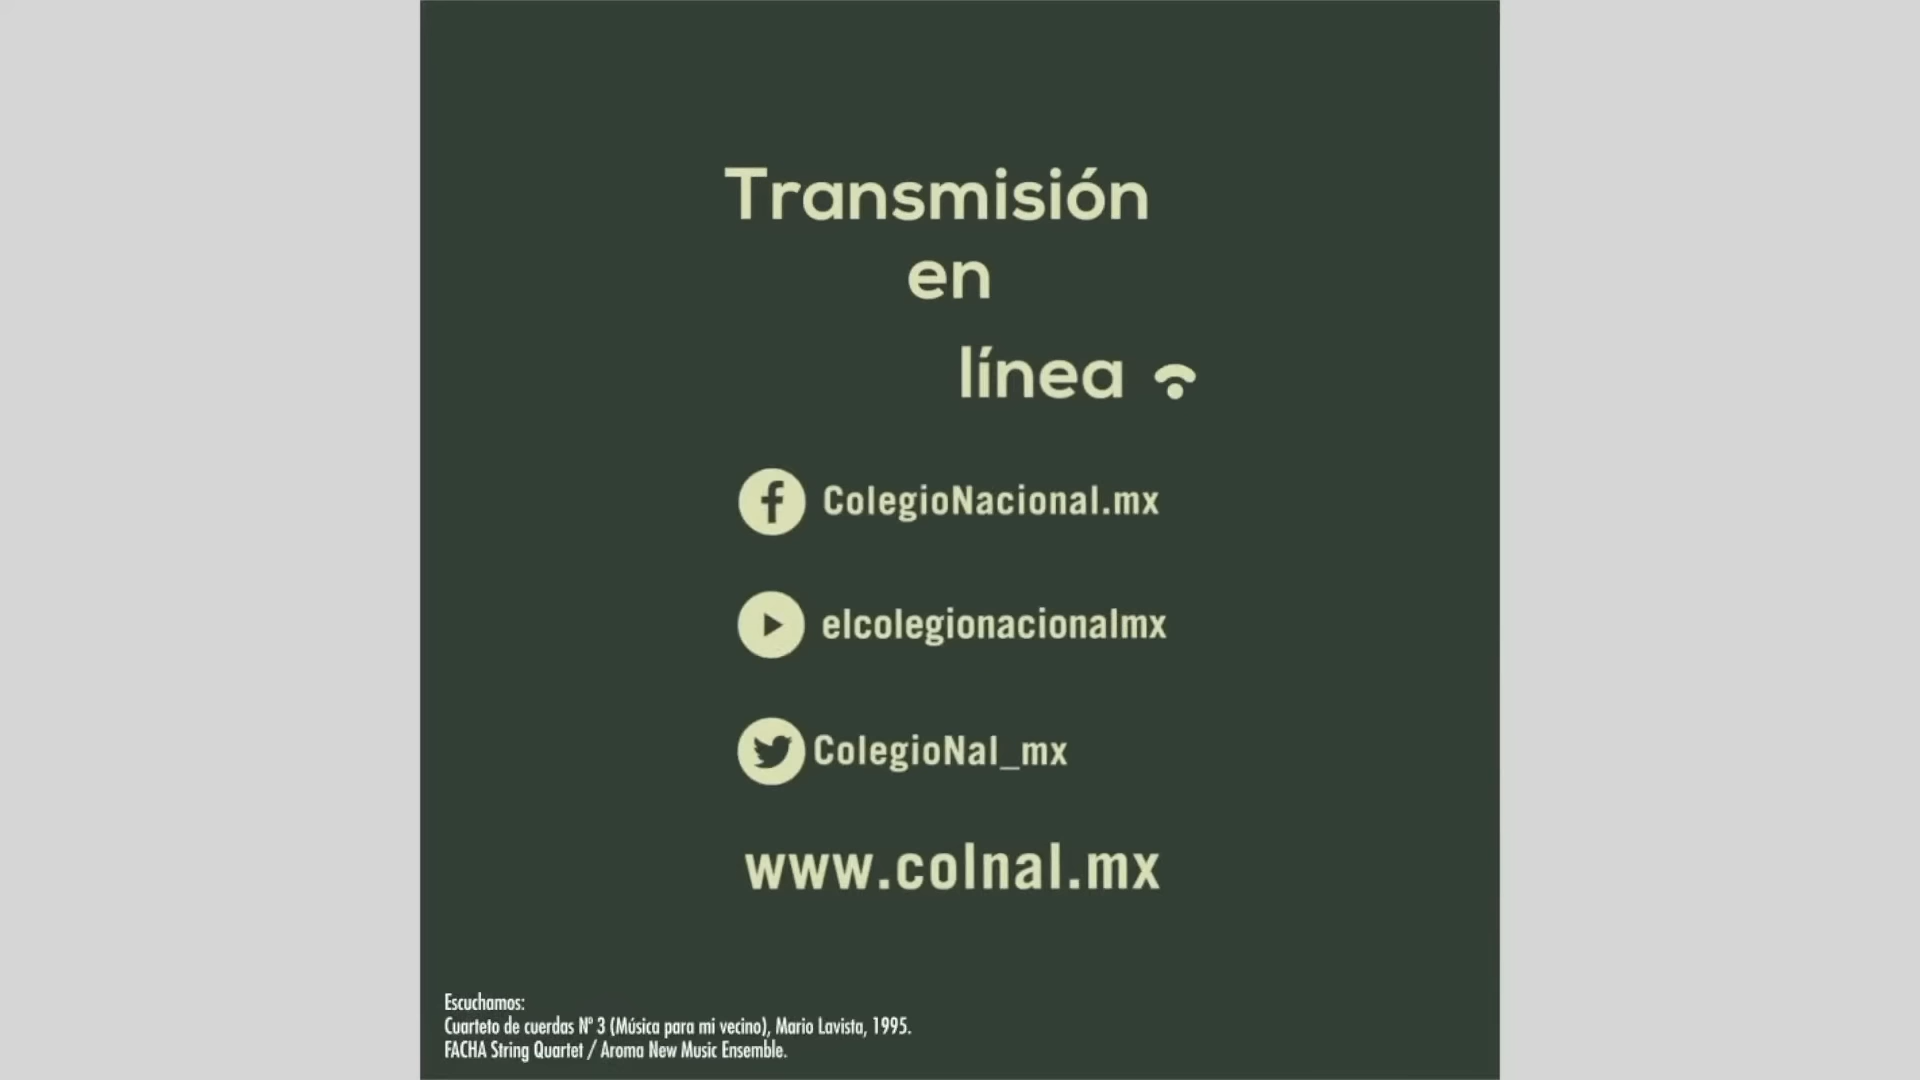 Transmisión
en
línea
ColegioNacional.mx
elcolegionacionalmx
ColegioNal_mx
www.colnal.mx
Escuchamos:
Cuarteto de cuerdas Nº 3 (Música para mi vecino), Mario Lavista, 1995.
FACHA String Quartet / Aroma New Music Ensemble.